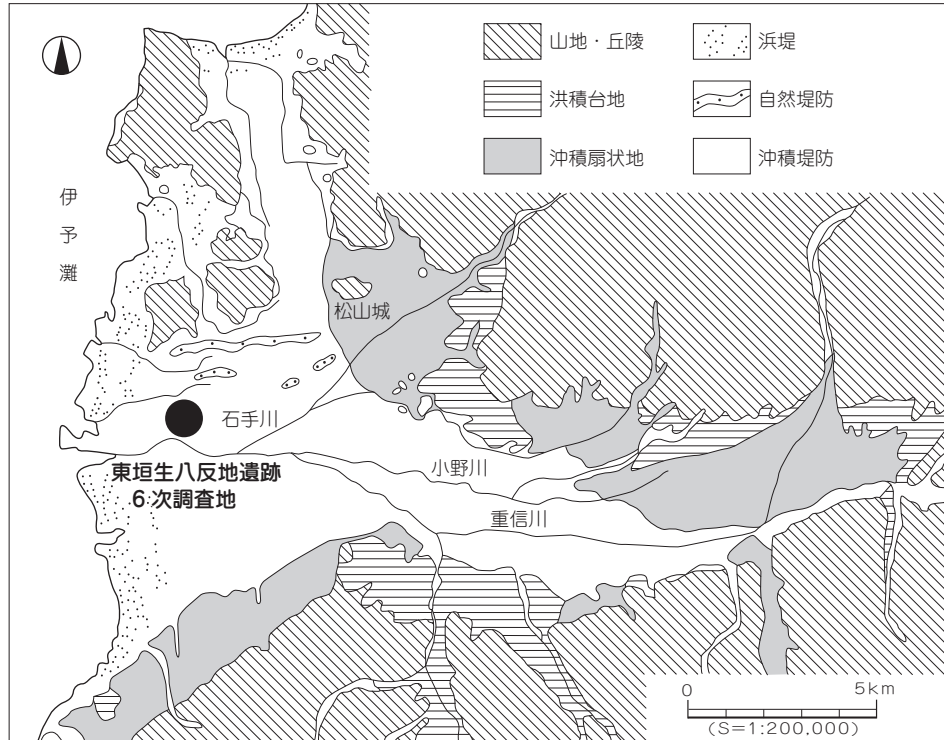 山地・丘陵
浜堤
洪積台地
自然堤防
沖積扇状地
沖積堤防
伊予灘
松山城
石手川
小野川
東垣生八反地遺跡
6次調査地
重信川
0 5km
(S=1:200,000)